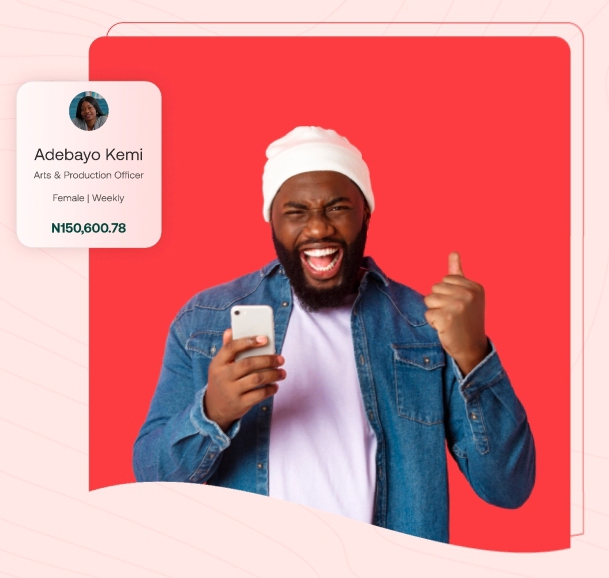 Adebayo Kemi
Arts & Production Officer
Female | Weekly
N150,600.78